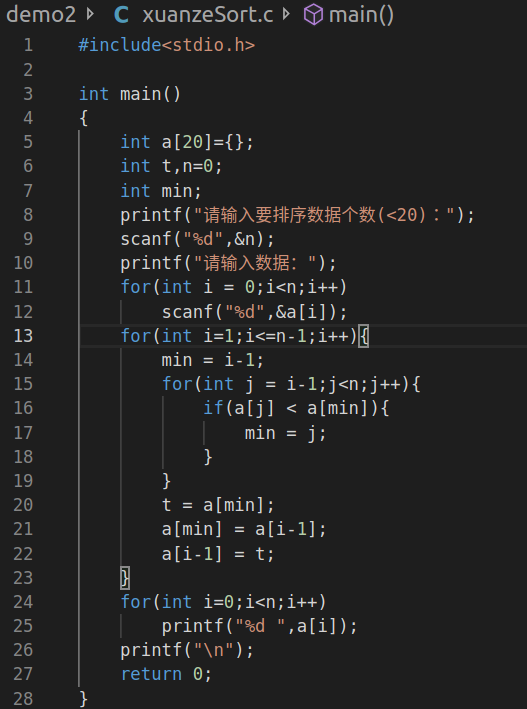 demo2 > C xuanzeSort.c > main()
1 #include<stdio.h>
2
3 int main()
4 {
5     int a[20]={};
6     int t,n=0;
7     int min;
8     printf("请输入要排序数据个数(<20)：");
9     scanf("%d",&n);
10     printf("请输入数据：");
11     for(int i = 0;i<n;i++)
12         scanf("%d",&a[i]);
13     for(int i=1;i<=n-1;i++){
14         min = i-1;
15         for(int j = i-1;j<n;j++){
16             if(a[j] < a[min]){
17                 min = j;
18             }
19         }
20         t = a[min];
21         a[min] = a[i-1];
22         a[i-1] = t;
23     }
24     for(int i=0;i<n;i++)
25         printf("%d ",a[i]);
26     printf("\n");
27     return 0;
28 }